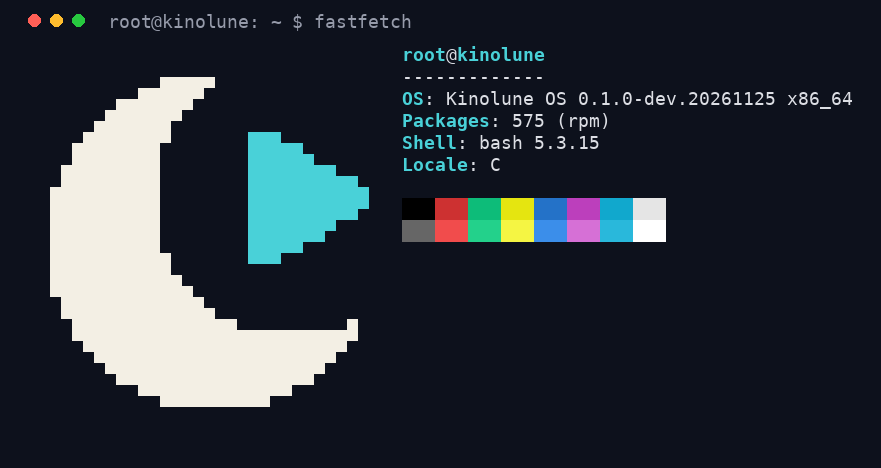 root@kinolune: ~ $ fastfetch
root@kinolune
-------------
OS: Kinolune OS 0.1.0-dev.20261125 x86_64
Packages: 575 (rpm)
Shell: bash 5.3.15
Locale: C